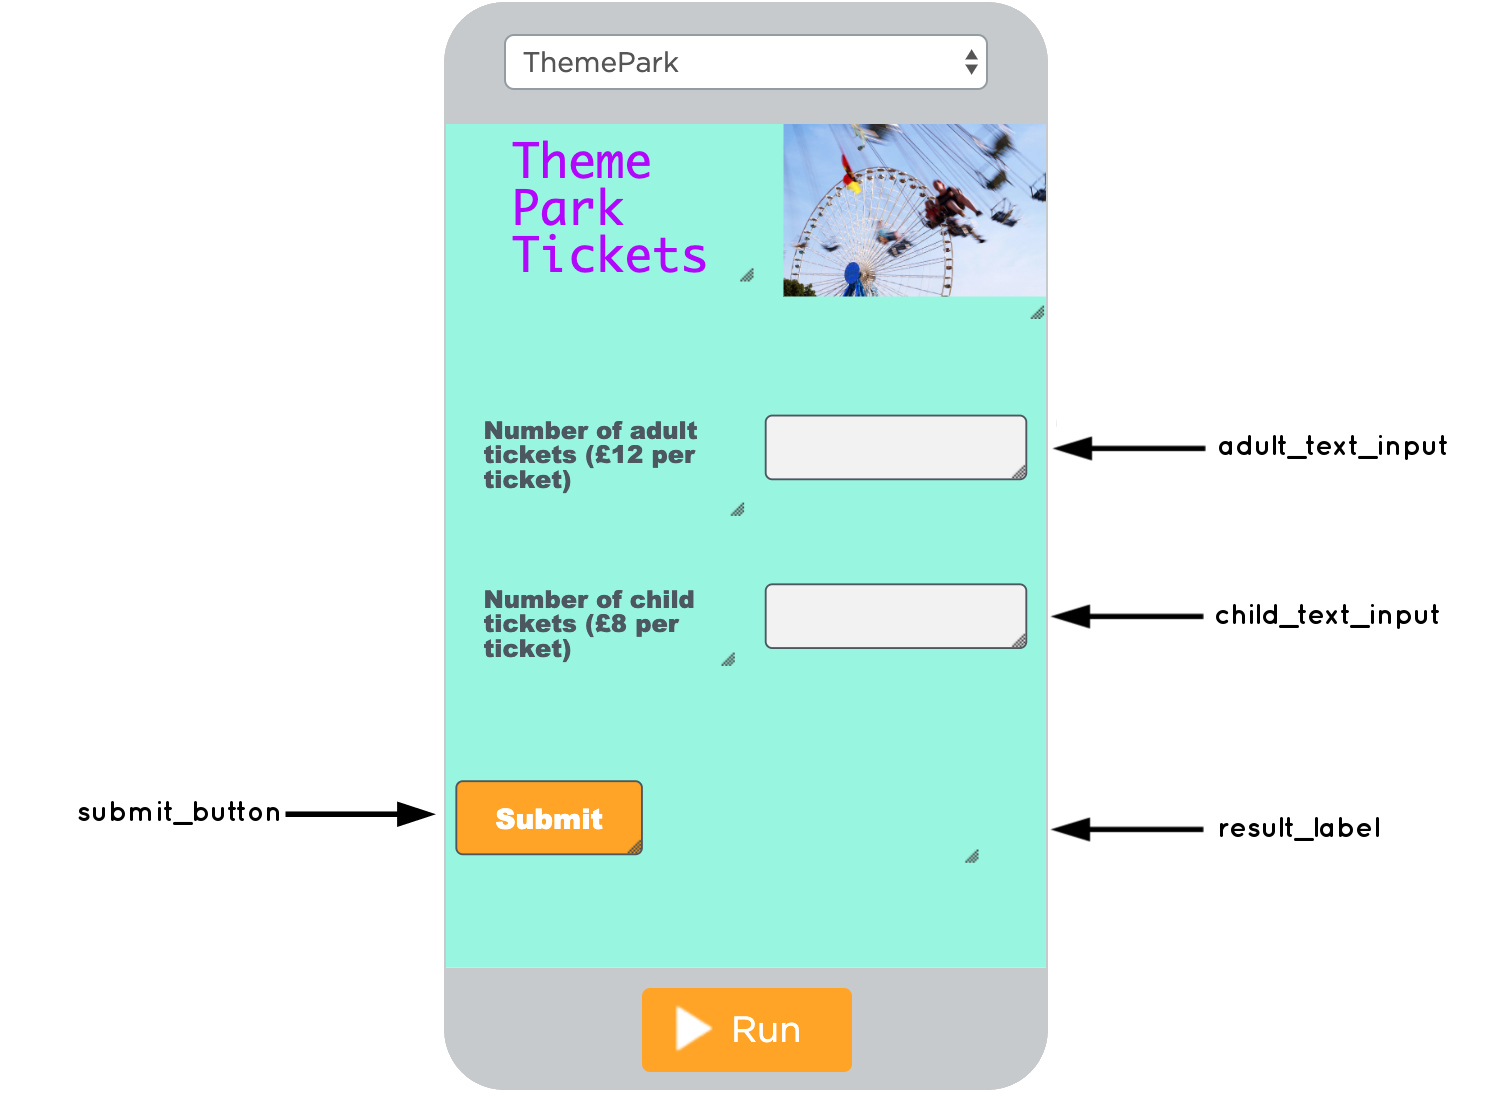 ThemePark
Theme
Park
Tickets
Number of adult
tickets (£12 per
ticket)
adult_text_input
Number of child
tickets (£8 per
ticket)
child_text_input
submit_button
Submit
result_label
Run